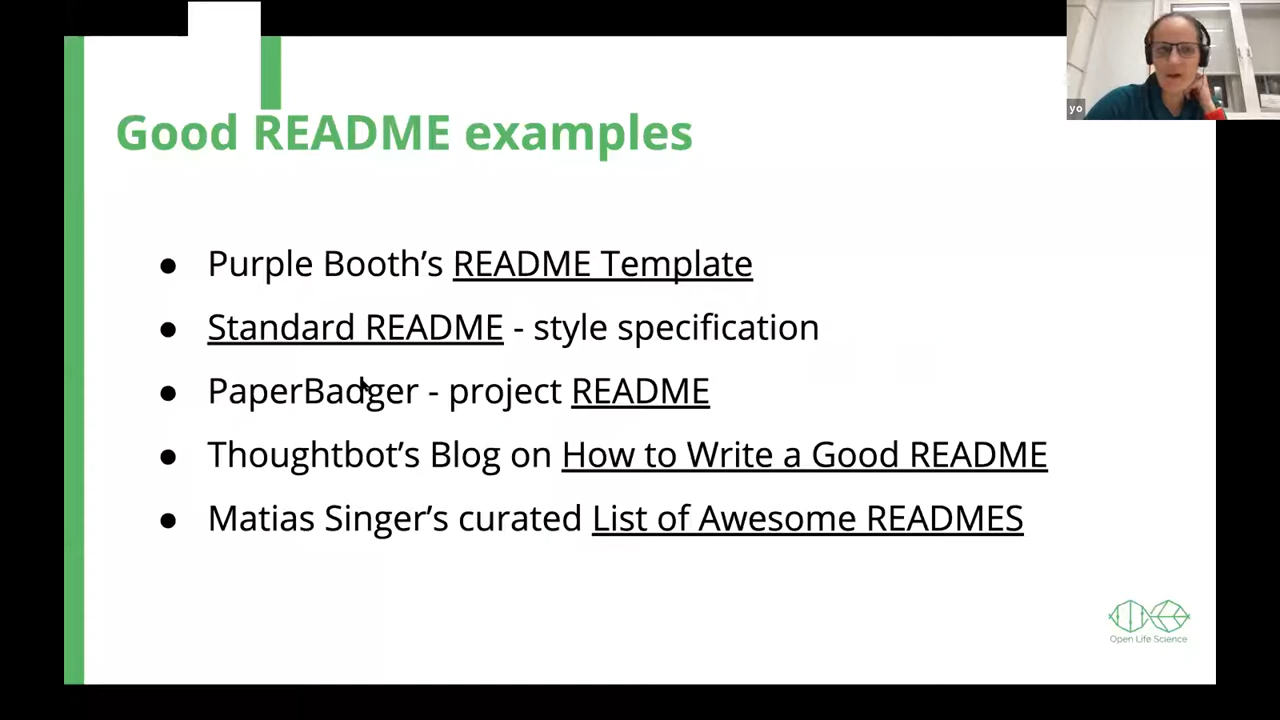 yo
Good README examples
● Purple Booth’s README Template
● Standard README - style specification
● PaperBadger - project README
● Thoughtbot’s Blog on How to Write a Good README
● Matias Singer’s curated List of Awesome READMES
Open Life Science